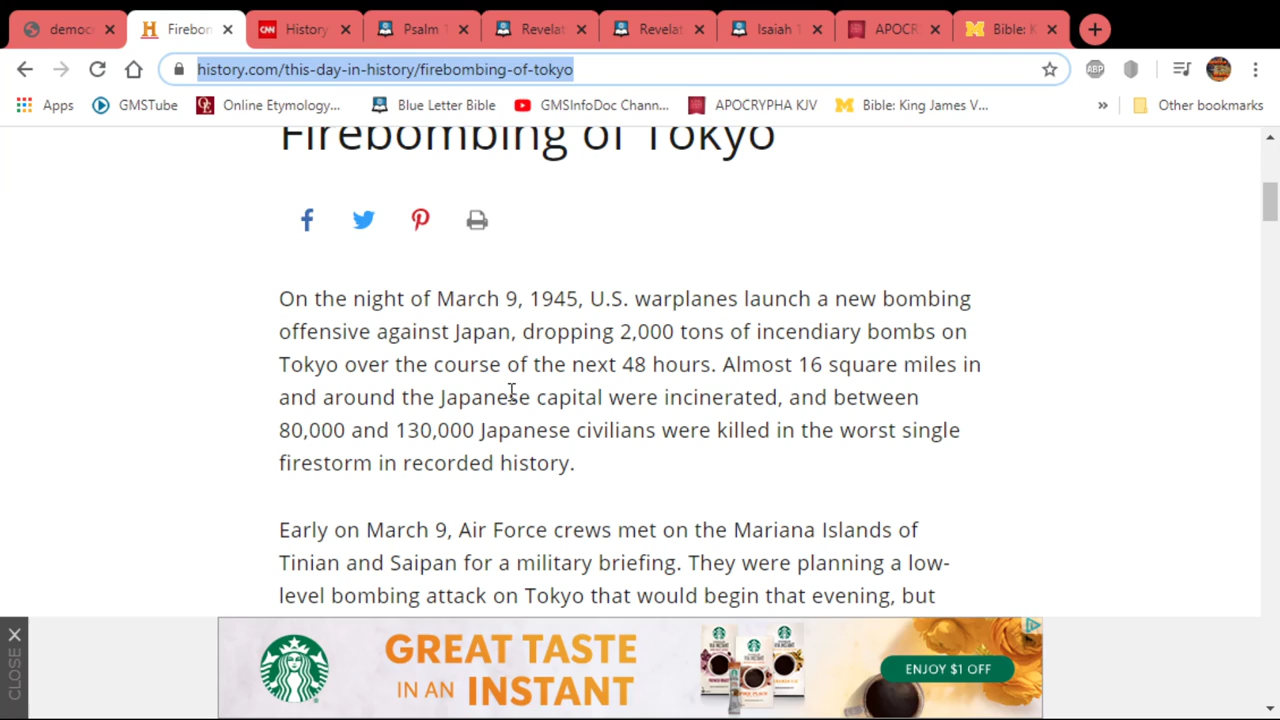 democ
Firebor
CNN History
Psalm 1
Revelat
Revelat
Isaiah 1
APOCR
Bible: K
history.com/this-day-in-history/firebombing-of-tokyo
ABP
Apps
GMSTube
Online Etymology...
Blue Letter Bible
GMSInfoDoc Chann...
APOCRYPHA KJV
Bible: King James V...
»
Other bookmarks
Firebombing of Tokyo
On the night of March 9, 1945, U.S. warplanes launch a new bombing
offensive against Japan, dropping 2,000 tons of incendiary bombs on
Tokyo over the course of the next 48 hours. Almost 16 square miles in
and around the Japanese capital were incinerated, and between
80,000 and 130,000 Japanese civilians were killed in the worst single
firestorm in recorded history.
Early on March 9, Air Force crews met on the Mariana Islands of
Tinian and Saipan for a military briefing. They were planning a low-
level bombing attack on Tokyo that would begin that evening, but
CLOSE
GREAT TASTE
IN AN INSTANT
ENJOY $1 OFF